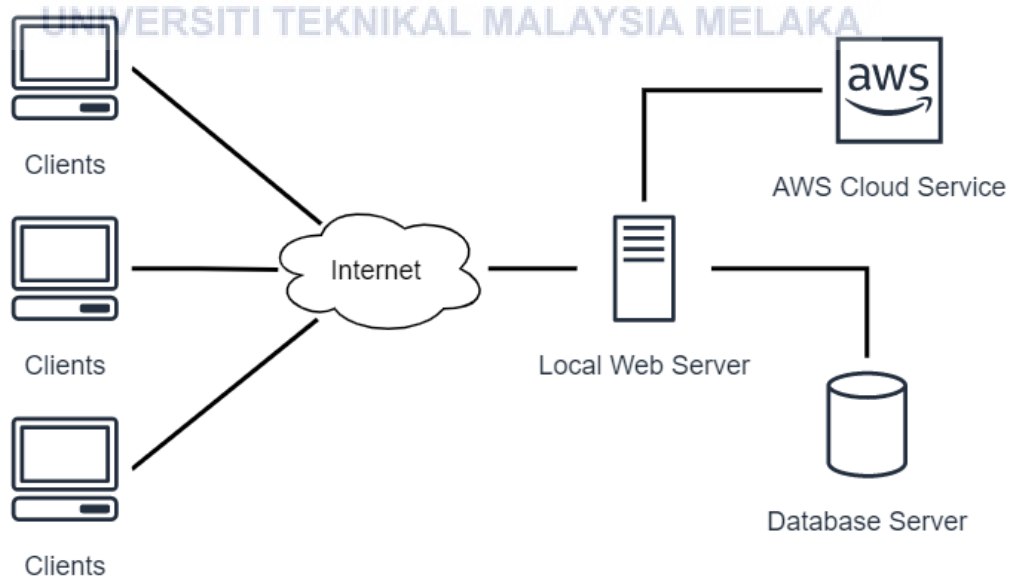 UNIVERSITI TEKNIKAL MALAYSIA MELAKA
aws
Clients
AWS Cloud Service
Internet
Clients
Local Web Server
Database Server
Clients